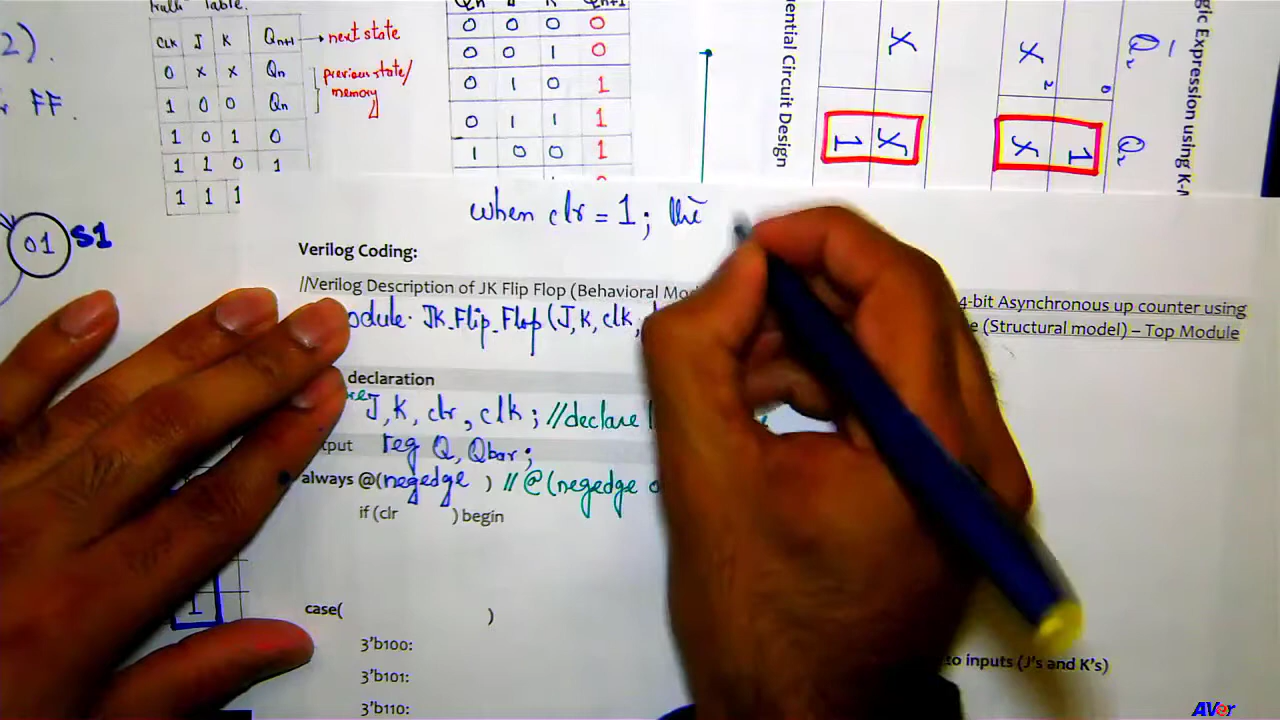 Truth Table.
CLK J K Qn+1 → next state
0 x x Qn previous state/
1 0 0 Qn memory
1 0 1 0
1 1 0 1
1 1 1
2).
FF.
01 S1
Qn J K Qn+1
0 0 0 0
0 0 1 0
0 1 0 1
0 1 1 1
1 0 0 1
ential Circuit Design
X
1 X
gic Expression using K-
X 2 0
X 1
when clr = 1; the
Verilog Coding:
//Verilog Description of JK Flip Flop (Behavioral Mod
odule JK_Flip_Flop(J,K,clk,
declaration
J, K, clr, clk; //declare
tput reg Q, Qbar;
always @(negedge ) // @(negedge
if (clr ) begin
case( )
3'b100:
3'b101:
3'b110:
1
4-bit Asynchronous up counter using
e (Structural model) – Top Module
to inputs (J's and K's)
AVer